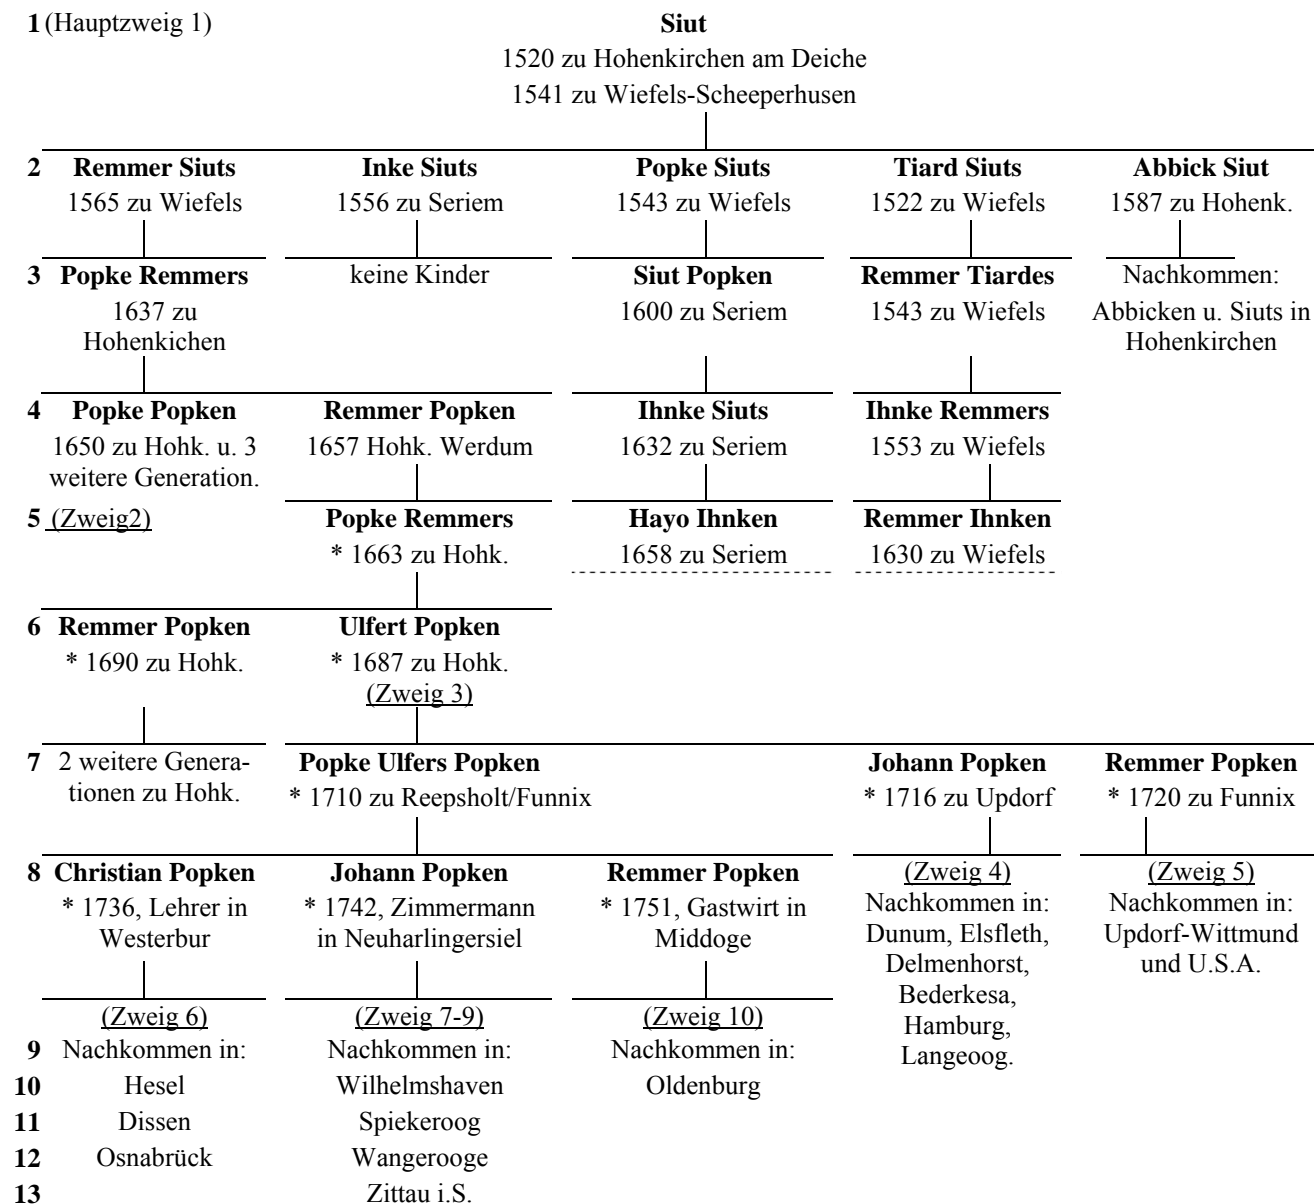 1 (Hauptzweig 1) Siut
1520 zu Hohenkirchen am Deiche
1541 zu Wiefels-Scheeperhusen
2 Remmer Siuts Inke Siuts Popke Siuts Tiard Siuts Abbick Siut
1565 zu Wiefels 1556 zu Seriem 1543 zu Wiefels 1522 zu Wiefels 1587 zu Hohenk.
3 Popke Remmers keine Kinder Siut Popken Remmer Tiardes Nachkommen:
1637 zu 1600 zu Seriem 1543 zu Wiefels Abbicken u. Siuts in
Hohenkichen Hohenkirchen
4 Popke Popken Remmer Popken Ihnke Siuts Ihnke Remmers
1650 zu Hohk. u. 3 1657 Hohk. Werdum 1632 zu Seriem 1553 zu Wiefels
weitere Generation.
5 (Zweig2) Popke Remmers Hayo Ihnken Remmer Ihnken
* 1663 zu Hohk. 1658 zu Seriem 1630 zu Wiefels
6 Remmer Popken Ulfert Popken
* 1690 zu Hohk. * 1687 zu Hohk.
(Zweig 3)
7 2 weitere Genera- Popke Ulfers Popken Johann Popken Remmer Popken
tionen zu Hohk. * 1710 zu Reepsholt/Funnix * 1716 zu Updorf * 1720 zu Funnix
8 Christian Popken Johann Popken Remmer Popken (Zweig 4) (Zweig 5)
* 1736, Lehrer in * 1742, Zimmermann * 1751, Gastwirt in Nachkommen in: Nachkommen in:
Westerbur in Neuharlingersiel Middoge Dunum, Elsfleth, Updorf-Wittmund
Delmenhorst, und U.S.A.
Bederkesa,
(Zweig 6) (Zweig 7-9) (Zweig 10) Hamburg,
9 Nachkommen in: Nachkommen in: Nachkommen in: Langeoog.
10 Hesel Wilhelmshaven Oldenburg
11 Dissen Spiekeroog
12 Osnabrück Wangerooge
13 Zittau i.S.